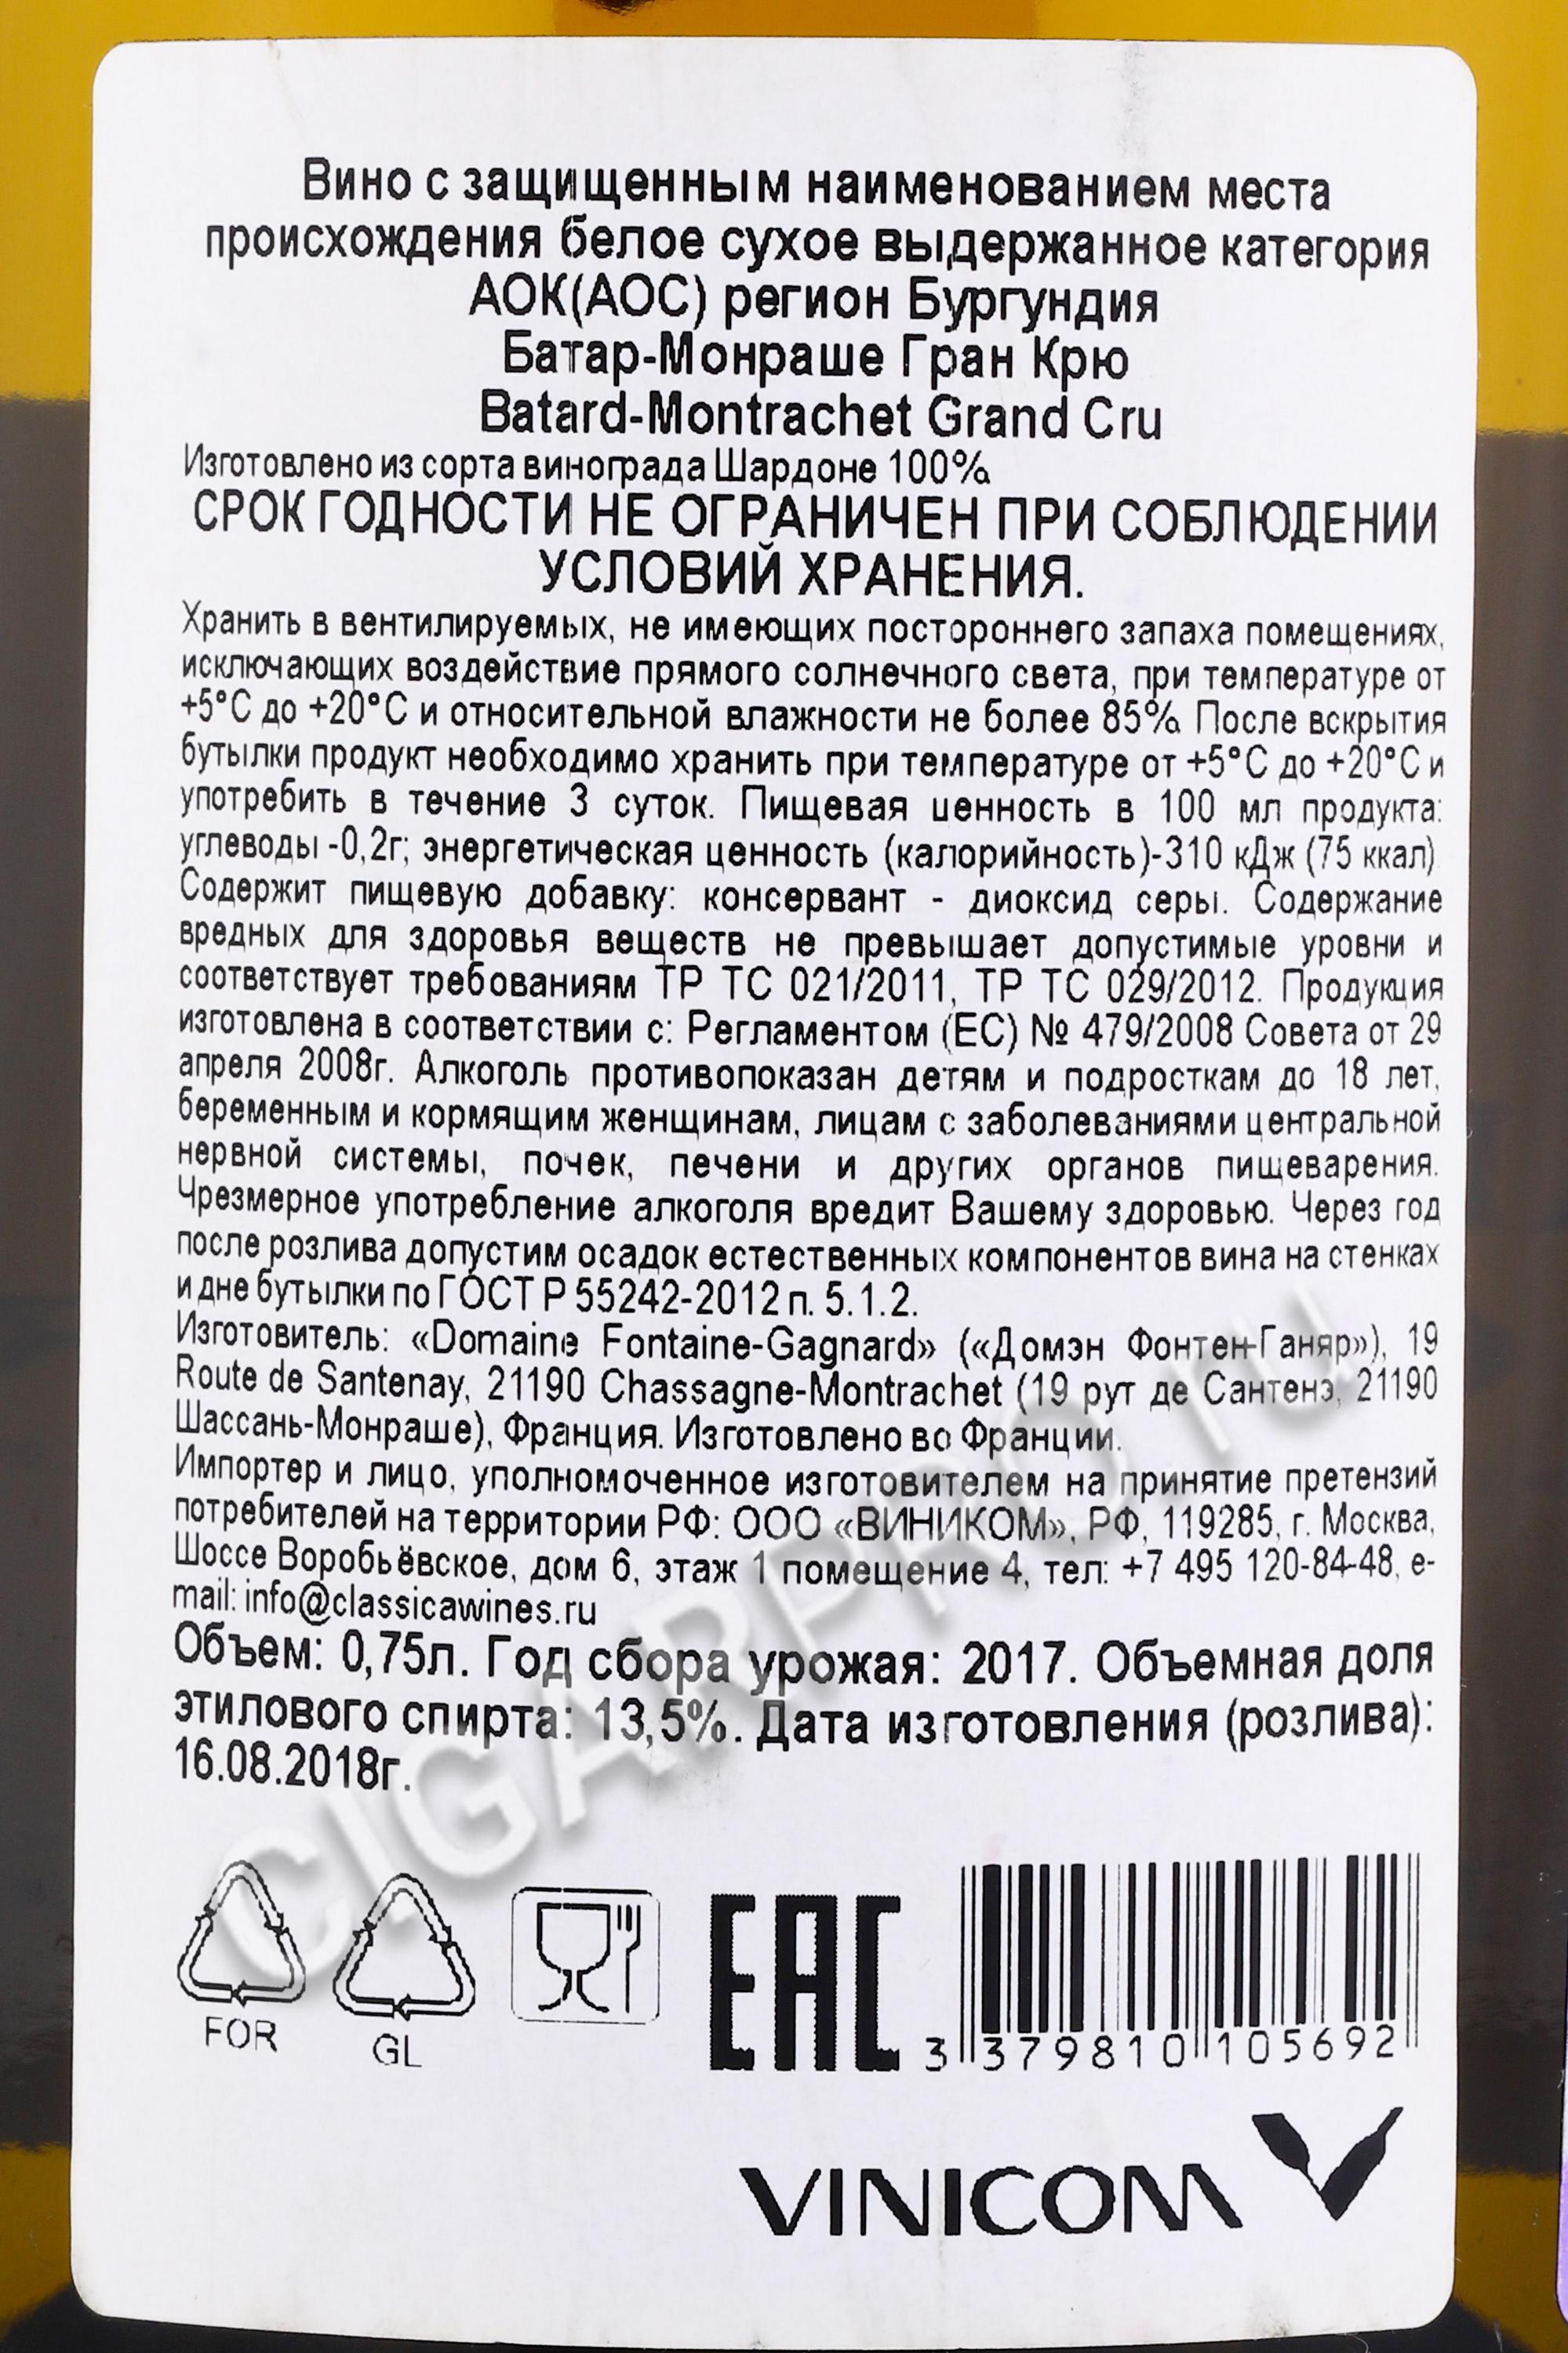 Вино с защищенным наименованием места
происхождения белое сухое выдержанное категория
АОК(АОС) регион Бургундия
Батар-Монраше Гран Крю
Batard-Montrachet Grand Cru
Изготовлено из сорта винограда Шардоне 100%
СРОК ГОДНОСТИ НЕ ОГРАНИЧЕН ПРИ СОБЛЮДЕНИИ
УСЛОВИЙ ХРАНЕНИЯ.
Хранить в вентилируемых, не имеющих постороннего запаха помещениях,
исключающих воздействие прямого солнечного света, при температуре от
+5°С до +20°С и относительной влажности не более 85%. После вскрытия
бутылки продукт необходимо хранить при температуре от +5°С до +20°С и
употребить в течение 3 суток. Пищевая ценность в 100 мл продукта:
углеводы -0,2г; энергетическая ценность (калорийность)-310 кДж (75 ккал).
Содержит пищевую добавку: консервант - диоксид серы. Содержание
вредных для здоровья веществ не превышает допустимые уровни и
соответствует требованиям ТР ТС 021/2011, ТР ТС 029/2012. Продукция
изготовлена в соответствии с: Регламентом (ЕС) № 479/2008 Совета от 29
апреля 2008г. Алкоголь противопоказан детям и подросткам до 18 лет,
беременным и кормящим женщинам, лицам с заболеваниями центральной
нервной системы, почек, печени и других органов пищеварения.
Чрезмерное употребление алкоголя вредит Вашему здоровью. Через год
после розлива допустим осадок естественных компонентов вина на стенках
и дне бутылки по ГОСТ Р 55242-2012 п. 5.1.2.
Изготовитель: «Domaine Fontaine-Gagnard» («Домэн Фонтен-Ганяр»), 19
Route de Santenay, 21190 Chassagne-Montrachet (19 рут де Сантенэ, 21190
Шассань-Монраше), Франция. Изготовлено во Франции.
Импортер и лицо, уполномоченное изготовителем на принятие претензий
потребителей на территории РФ: ООО «ВИНИКОМ», РФ, 119285, г. Москва,
Шоссе Воробьёвское, дом 6, этаж 1 помещение 4, тел: +7 495 120-84-48, e-
mail: info@classicawines.ru
Объем: 0,75л. Год сбора урожая: 2017. Объемная доля
этилового спирта: 13,5%. Дата изготовления (розлива):
16.08.2018г.
CIGARPRO.ru
FOR
GL
EAC
3 379810 105692
VINICOM